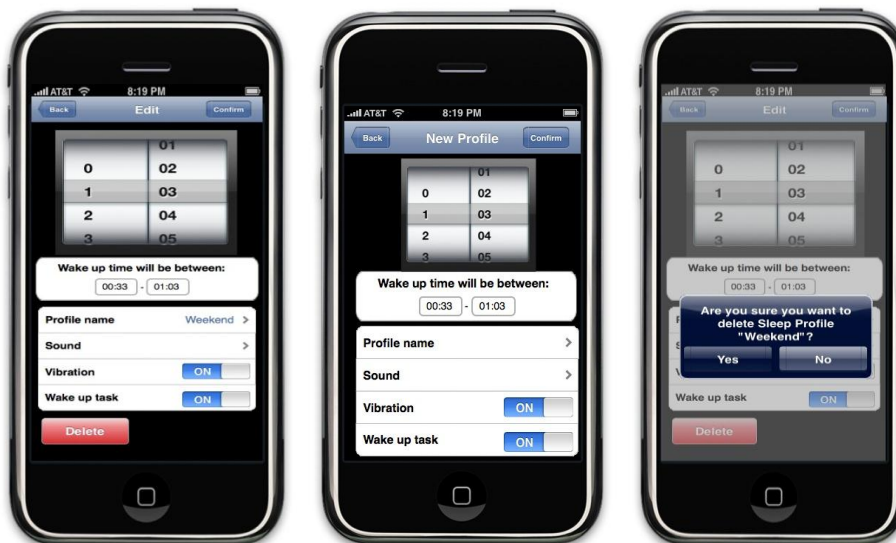 AT&T 8:19 PM
Back Edit Confirm
01
0 02
1 03
2 04
3 05
Wake up time will be between:
00:33 - 01:03
Profile name Weekend >
Sound >
Vibration ON
Wake up task ON
Delete
AT&T 8:19 PM
Back New Profile Confirm
01
0 02
1 03
2 04
3 05
Wake up time will be between:
00:33 - 01:03
Profile name >
Sound >
Vibration ON
Wake up task ON
AT&T 8:19 PM
Back Edit Confirm
01
0 02
1 03
2 04
3 05
Wake up time will be between:
00:33 - 01:03
Are you sure you want to
delete Sleep Profile
"Weekend"?
Yes No
Wake up task ON
Delete